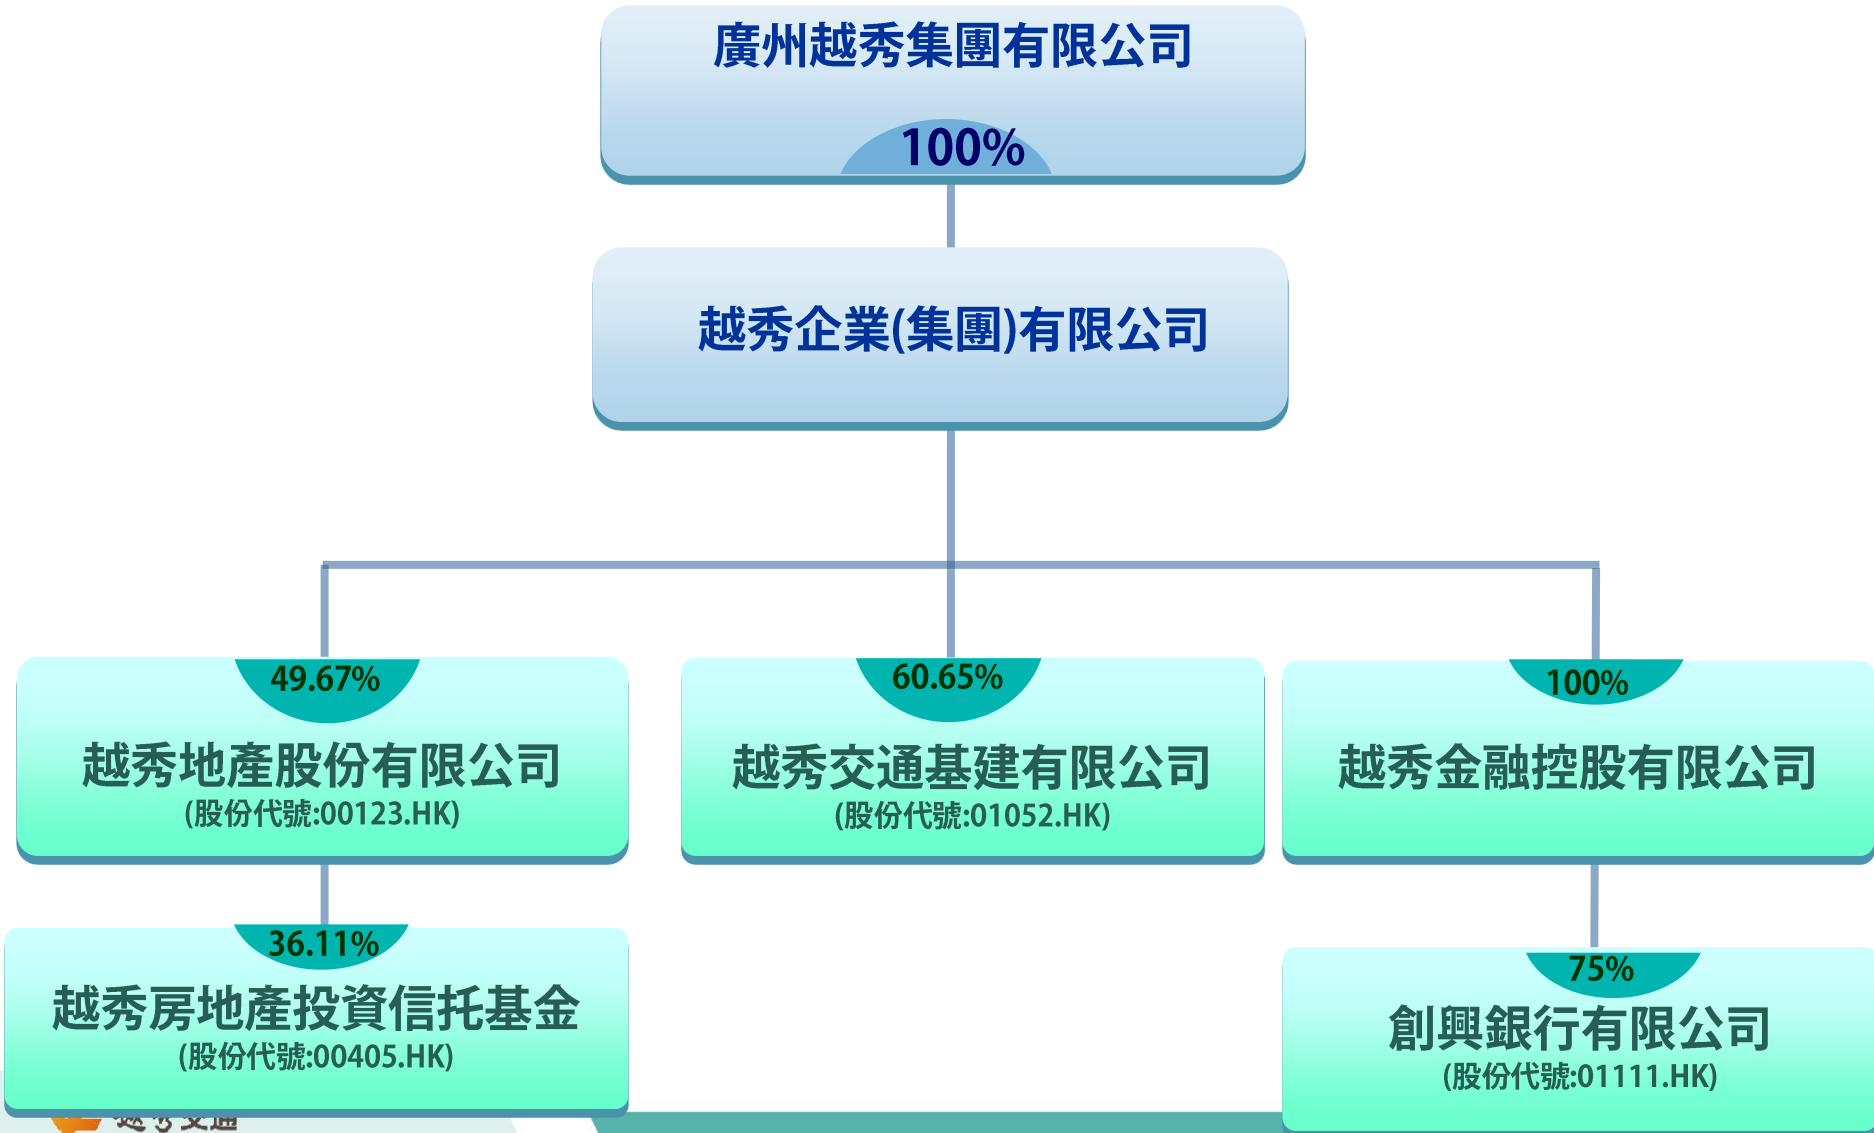 廣州越秀集團有限公司
100%
越秀企業(集團)有限公司
49.67%
越秀地產股份有限公司
(股份代號:00123.HK)
60.65%
越秀交通基建有限公司
(股份代號:01052.HK)
100%
越秀金融控股有限公司
36.11%
越秀房地產投資信托基金
(股份代號:00405.HK)
75%
創興銀行有限公司
(股份代號:01111.HK)
越秀交通